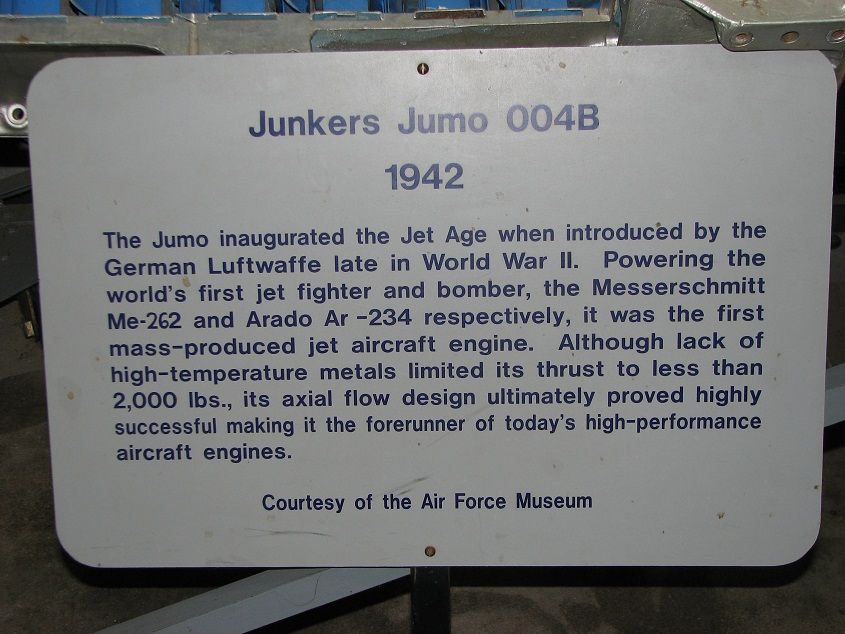 Junkers Jumo 004B
1942
The Jumo inaugurated the Jet Age when introduced by the
German Luftwaffe late in World War II. Powering the
world's first jet fighter and bomber, the Messerschmitt
Me-262 and Arado Ar -234 respectively, it was the first
mass-produced jet aircraft engine. Although lack of
high-temperature metals limited its thrust to less than
2,000 lbs., its axial flow design ultimately proved highly
successful making it the forerunner of today's high-performance
aircraft engines.
Courtesy of the Air Force Museum